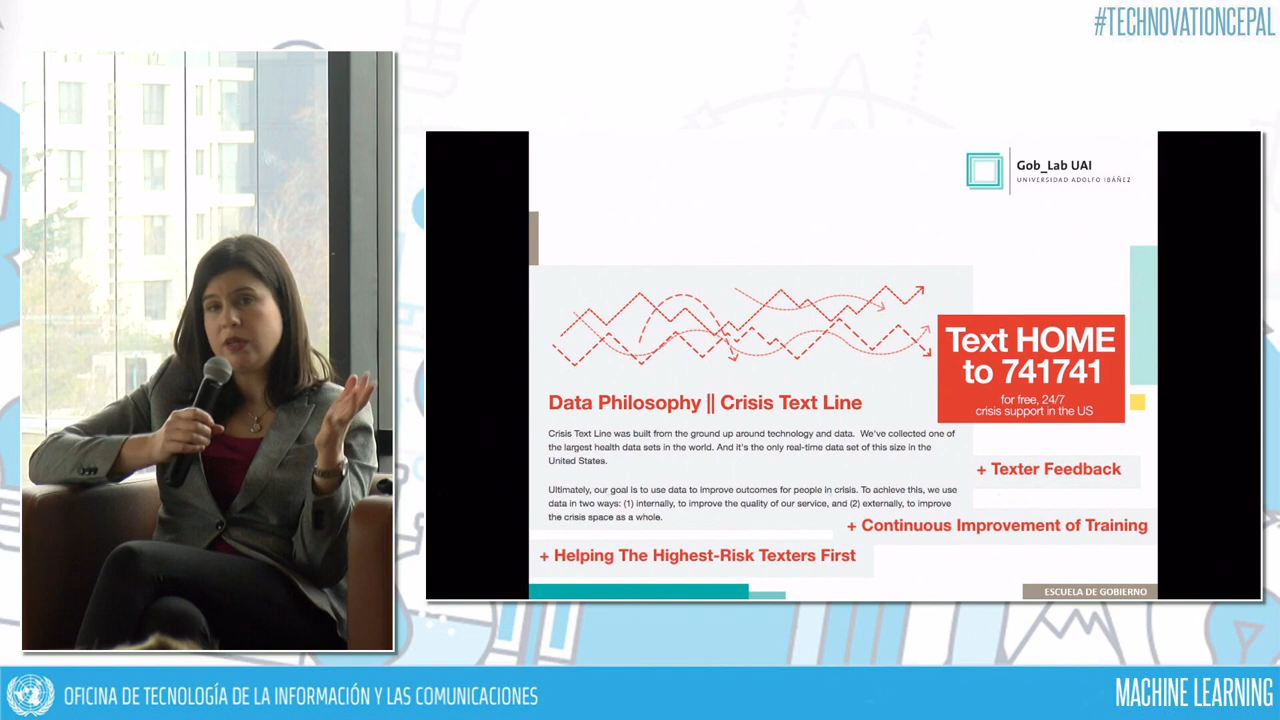 #TECHNOVATIONCEPAL
Gob_Lab UAI
UNIVERSIDAD ADOLFO IBÁÑEZ
Text HOME
to 741741
for free, 24/7
crisis support in the US
Data Philosophy || Crisis Text Line
Crisis Text Line was built from the ground up around technology and data.  We've collected one of
the largest health data sets in the world. And it's the only real-time data set of this size in the
United States.
Ultimately, our goal is to use data to improve outcomes for people in crisis. To achieve this, we use
data in two ways: (1) internally, to improve the quality of our service, and (2) externally, to improve
the crisis space as a whole.
+ Texter Feedback
+ Continuous Improvement of Training
+ Helping The Highest-Risk Texters First
ESCUELA DE GOBIERNO
OFICINA DE TECNOLOGÍA DE LA INFORMACIÓN Y LAS COMUNICACIONES
MACHINE LEARNING